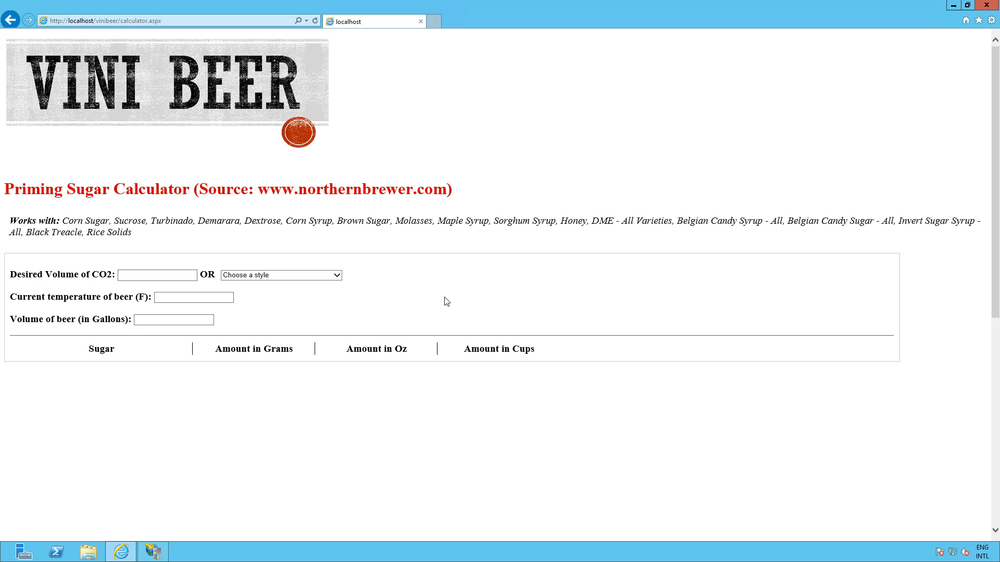 http://localhost/vinibeer/calculator.aspx
localhost
VINI BEER
Priming Sugar Calculator (Source: www.northernbrewer.com)
Works with: Corn Sugar, Sucrose, Turbinado, Demarara, Dextrose, Corn Syrup, Brown Sugar, Molasses, Maple Syrup, Sorghum Syrup, Honey, DME - All Varieties, Belgian Candy Syrup - All, Belgian Candy Sugar - All, Invert Sugar Syrup -
All, Black Treacle, Rice Solids
Desired Volume of CO2: OR Choose a style
Current temperature of beer (F):
Volume of beer (in Gallons):
Sugar Amount in Grams Amount in Oz Amount in Cups
ENG
INTL